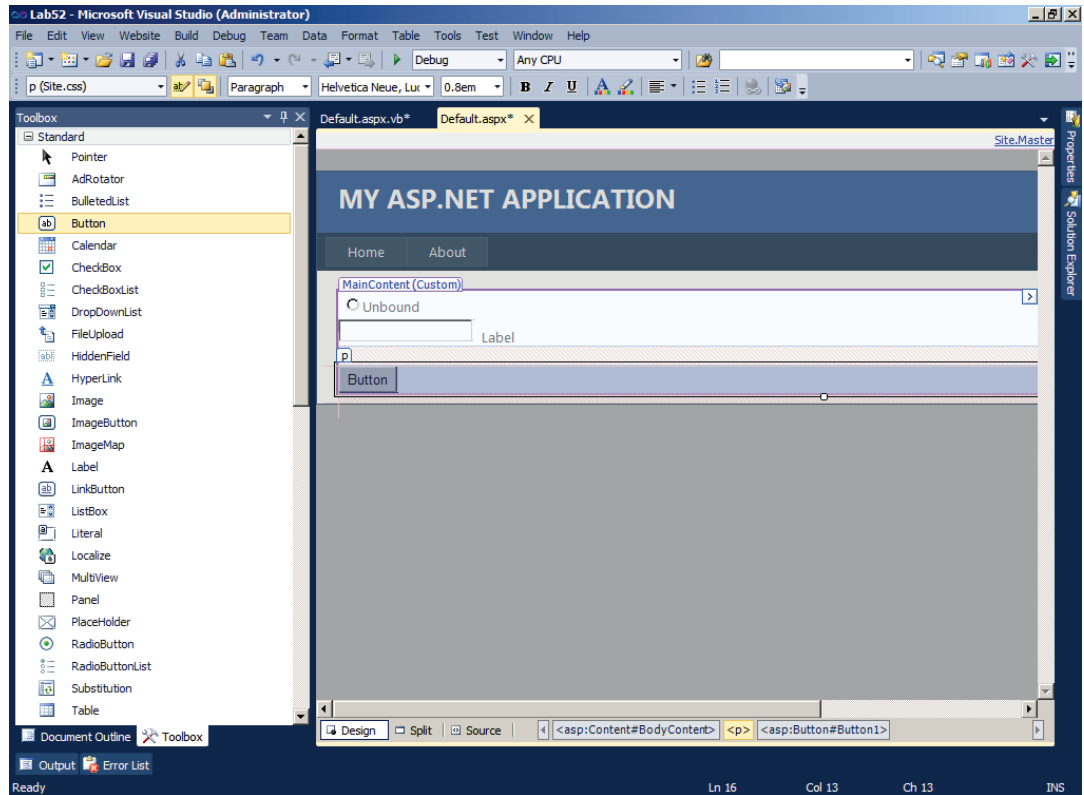 Lab52 - Microsoft Visual Studio (Administrator)
File Edit View Website Build Debug Team Data Format Table Tools Test Window Help
Debug Any CPU
p (Site.css) Paragraph Helvetica Neue, Luc 0.8em B I U
Toolbox
Default.aspx.vb* Default.aspx*
Standard
Site.Master
Pointer
AdRotator
BulletedList
Button
Calendar
CheckBox
CheckBoxList
DropDownList
FileUpload
HiddenField
HyperLink
Image
ImageButton
ImageMap
Label
LinkButton
ListBox
Literal
Localize
MultiView
Panel
PlaceHolder
RadioButton
RadioButtonList
Substitution
Table
MY ASP.NET APPLICATION
Home About
MainContent (Custom)
Unbound
Label
p
Button
Properties
Solution Explorer
Design Split Source <asp:Content#BodyContent> <p> <asp:Button#Button1>
Document Outline Toolbox
Output Error List
Ready Ln 16 Col 13 Ch 13 INS